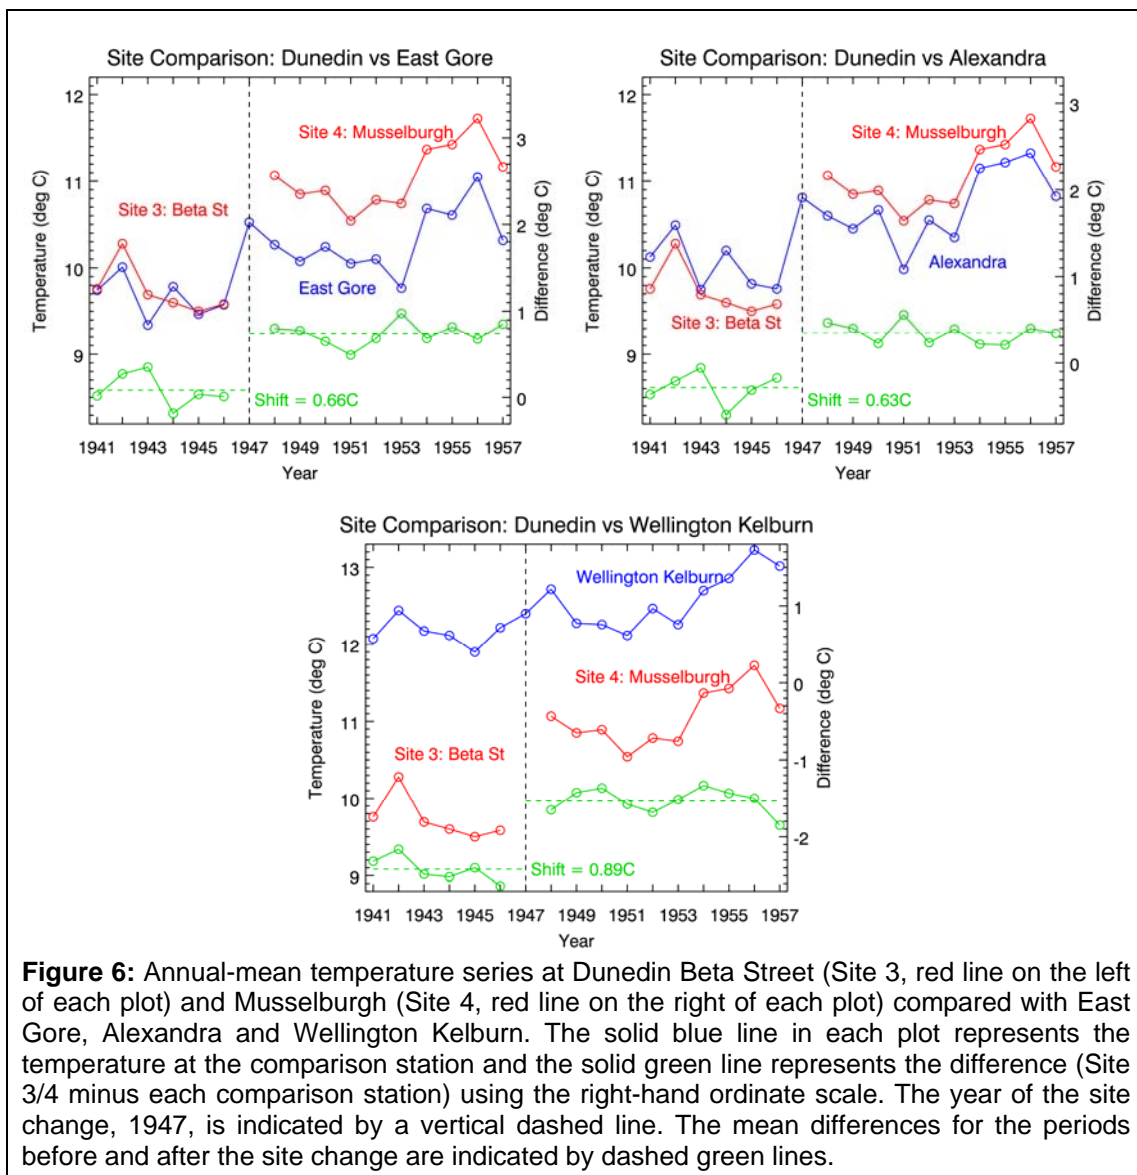 Site Comparison: Dunedin vs East Gore
12
11
10
9
Temperature (deg C)
Site 4: Musselburgh
Site 3: Beta St
East Gore
Shift = 0.66C
3
2
1
0
Difference (deg C)
1941 1943 1945 1947 1949 1951 1953 1955 1957
Year
Site Comparison: Dunedin vs Alexandra
12
11
10
9
Temperature (deg C)
Site 4: Musselburgh
Alexandra
Site 3: Beta St
Shift = 0.63C
3
2
1
0
Difference (deg C)
1941 1943 1945 1947 1949 1951 1953 1955 1957
Year
Site Comparison: Dunedin vs Wellington Kelburn
13
12
11
10
9
Temperature (deg C)
Wellington Kelburn
Site 4: Musselburgh
Site 3: Beta St
Shift = 0.89C
1
0
-1
-2
Difference (deg C)
1941 1943 1945 1947 1949 1951 1953 1955 1957
Year
Figure 6: Annual-mean temperature series at Dunedin Beta Street (Site 3, red line on the left
of each plot) and Musselburgh (Site 4, red line on the right of each plot) compared with East
Gore, Alexandra and Wellington Kelburn. The solid blue line in each plot represents the
temperature at the comparison station and the solid green line represents the difference (Site
3/4 minus each comparison station) using the right-hand ordinate scale. The year of the site
change, 1947, is indicated by a vertical dashed line. The mean differences for the periods
before and after the site change are indicated by dashed green lines.